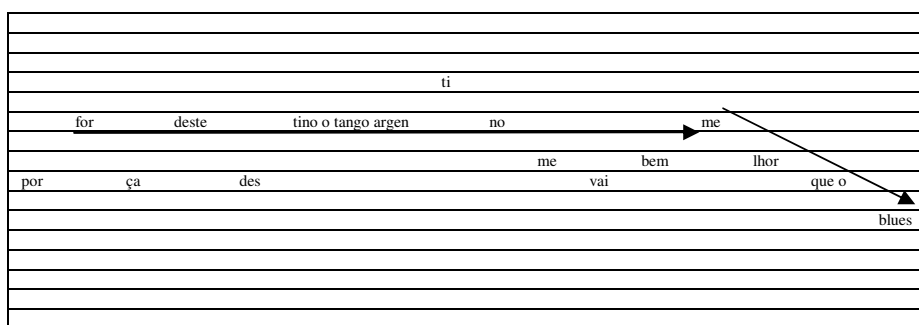 ti
for deste tino o tango argen no me
me bem lhor
por ça des vai que o
blues